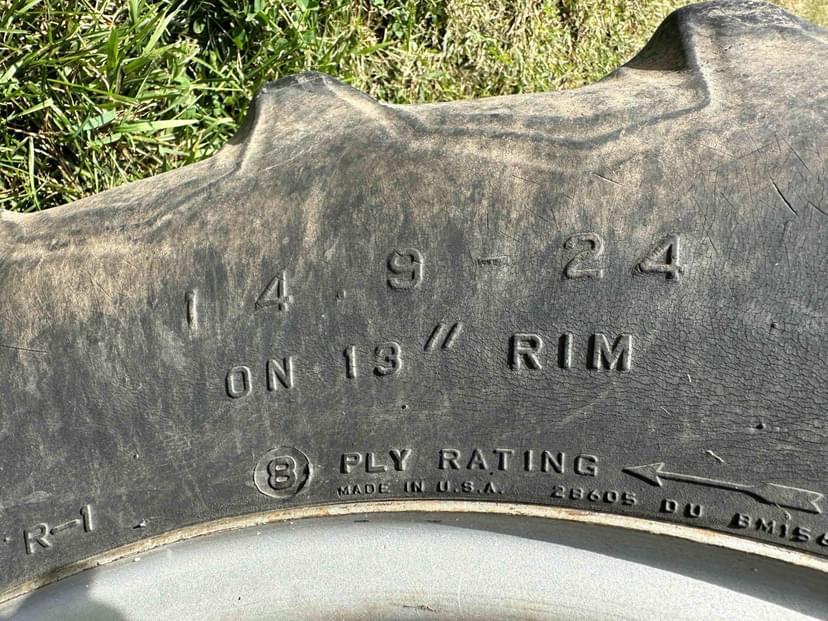 14.9-24
ON 13" RIM
8 PLY RATING
MADE IN U.S.A. 28605 DU
R-1